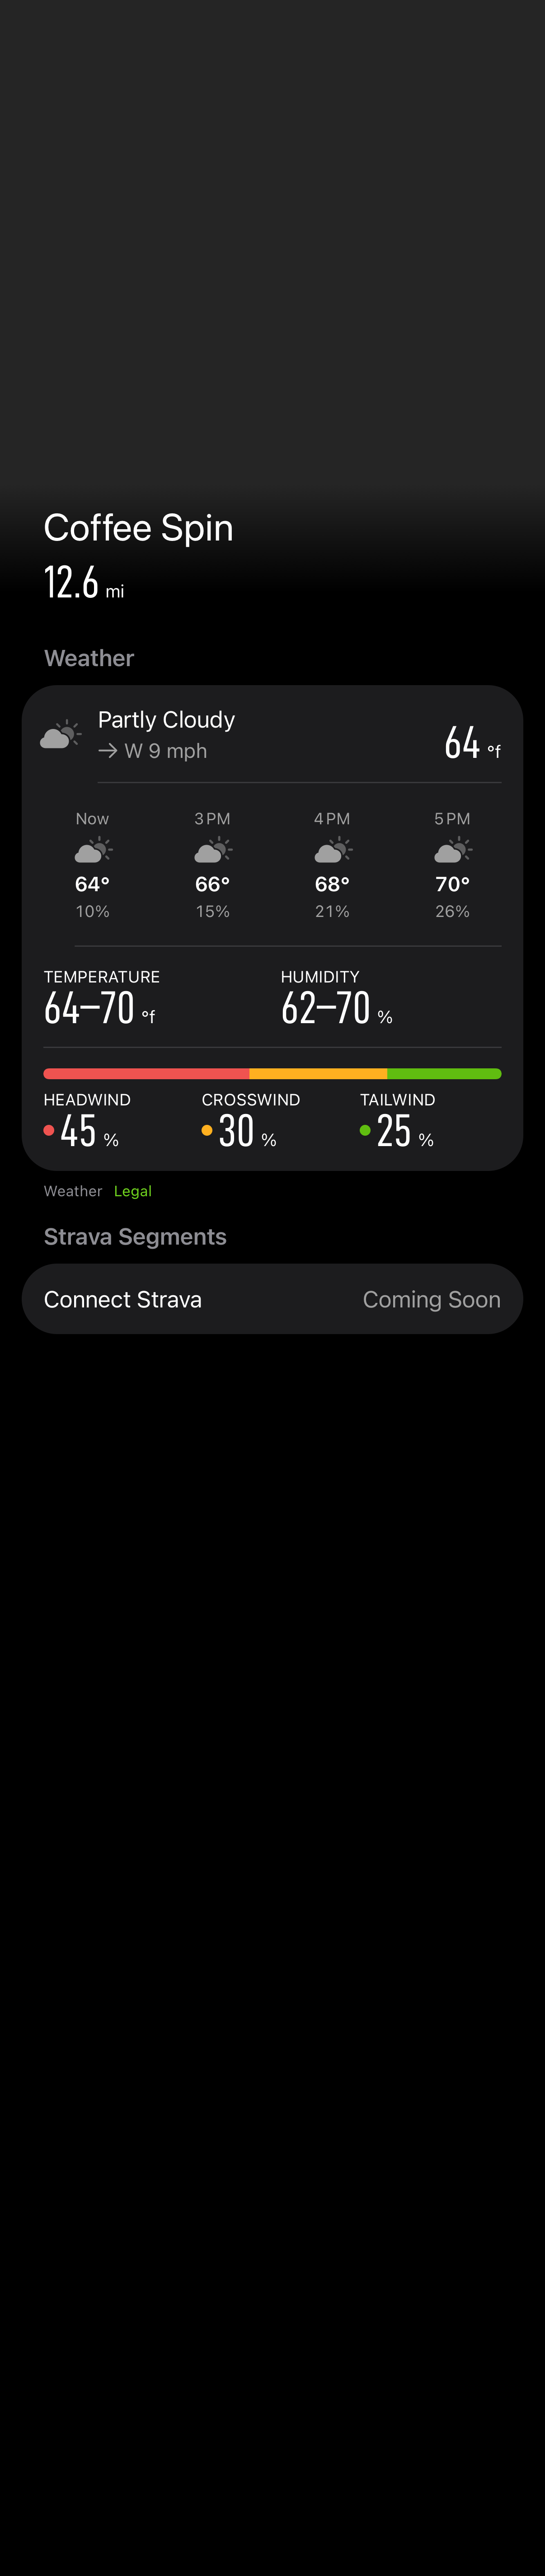 Coffee Spin
12.6 mi
Weather
Partly Cloudy
→ W 9 mph
64 °f
Now 3 PM 4 PM 5 PM
64° 66° 68° 70°
10% 15% 21% 26%
TEMPERATURE HUMIDITY
64–70 °f 62–70 %
HEADWIND CROSSWIND TAILWIND
45 % 30 % 25 %
Weather Legal
Strava Segments
Connect Strava Coming Soon